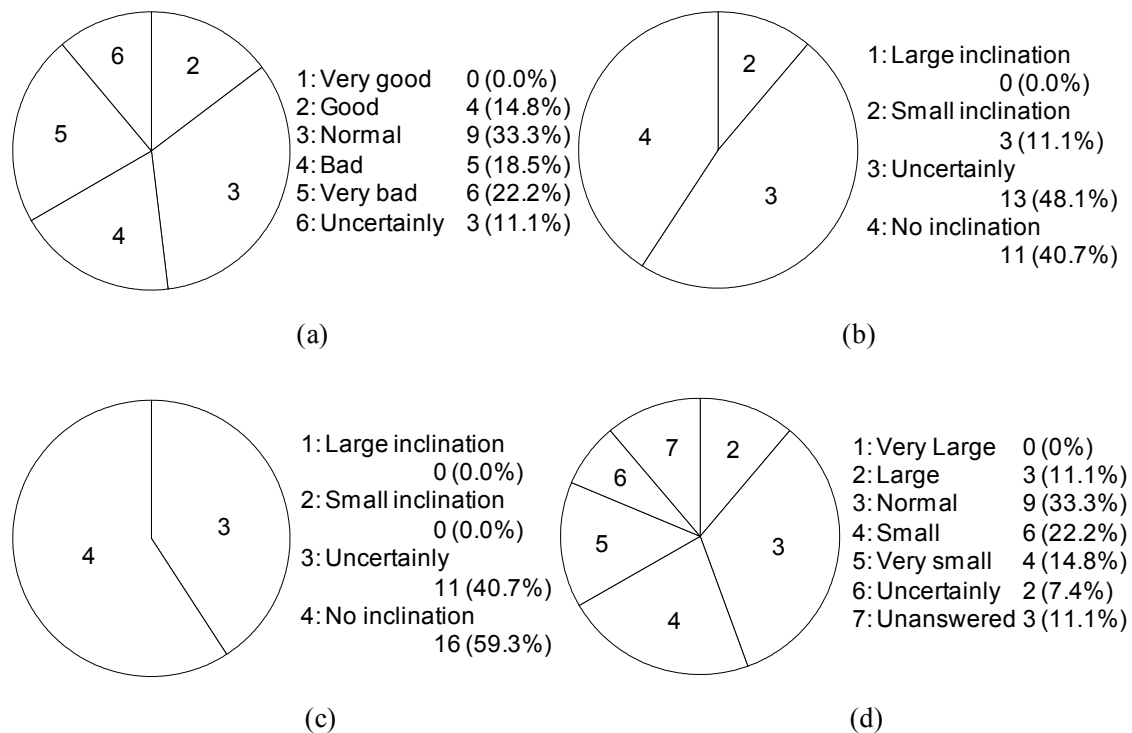 6
2
5
3
4
1: Very good 0 (0.0%)
2: Good 4 (14.8%)
3: Normal 9 (33.3%)
4: Bad 5 (18.5%)
5: Very bad 6 (22.2%)
6: Uncertainly 3 (11.1%)
(a)
2
4
3
1: Large inclination
0 (0.0%)
2: Small inclination
3 (11.1%)
3: Uncertainly
13 (48.1%)
4: No inclination
11 (40.7%)
(b)
3
4
1: Large inclination
0 (0.0%)
2: Small inclination
0 (0.0%)
3: Uncertainly
11 (40.7%)
4: No inclination
16 (59.3%)
(c)
7
2
6
5
3
4
1: Very Large 0 (0%)
2: Large 3 (11.1%)
3: Normal 9 (33.3%)
4: Small 6 (22.2%)
5: Very small 4 (14.8%)
6: Uncertainly 2 (7.4%)
7: Unanswered 3 (11.1%)
(d)